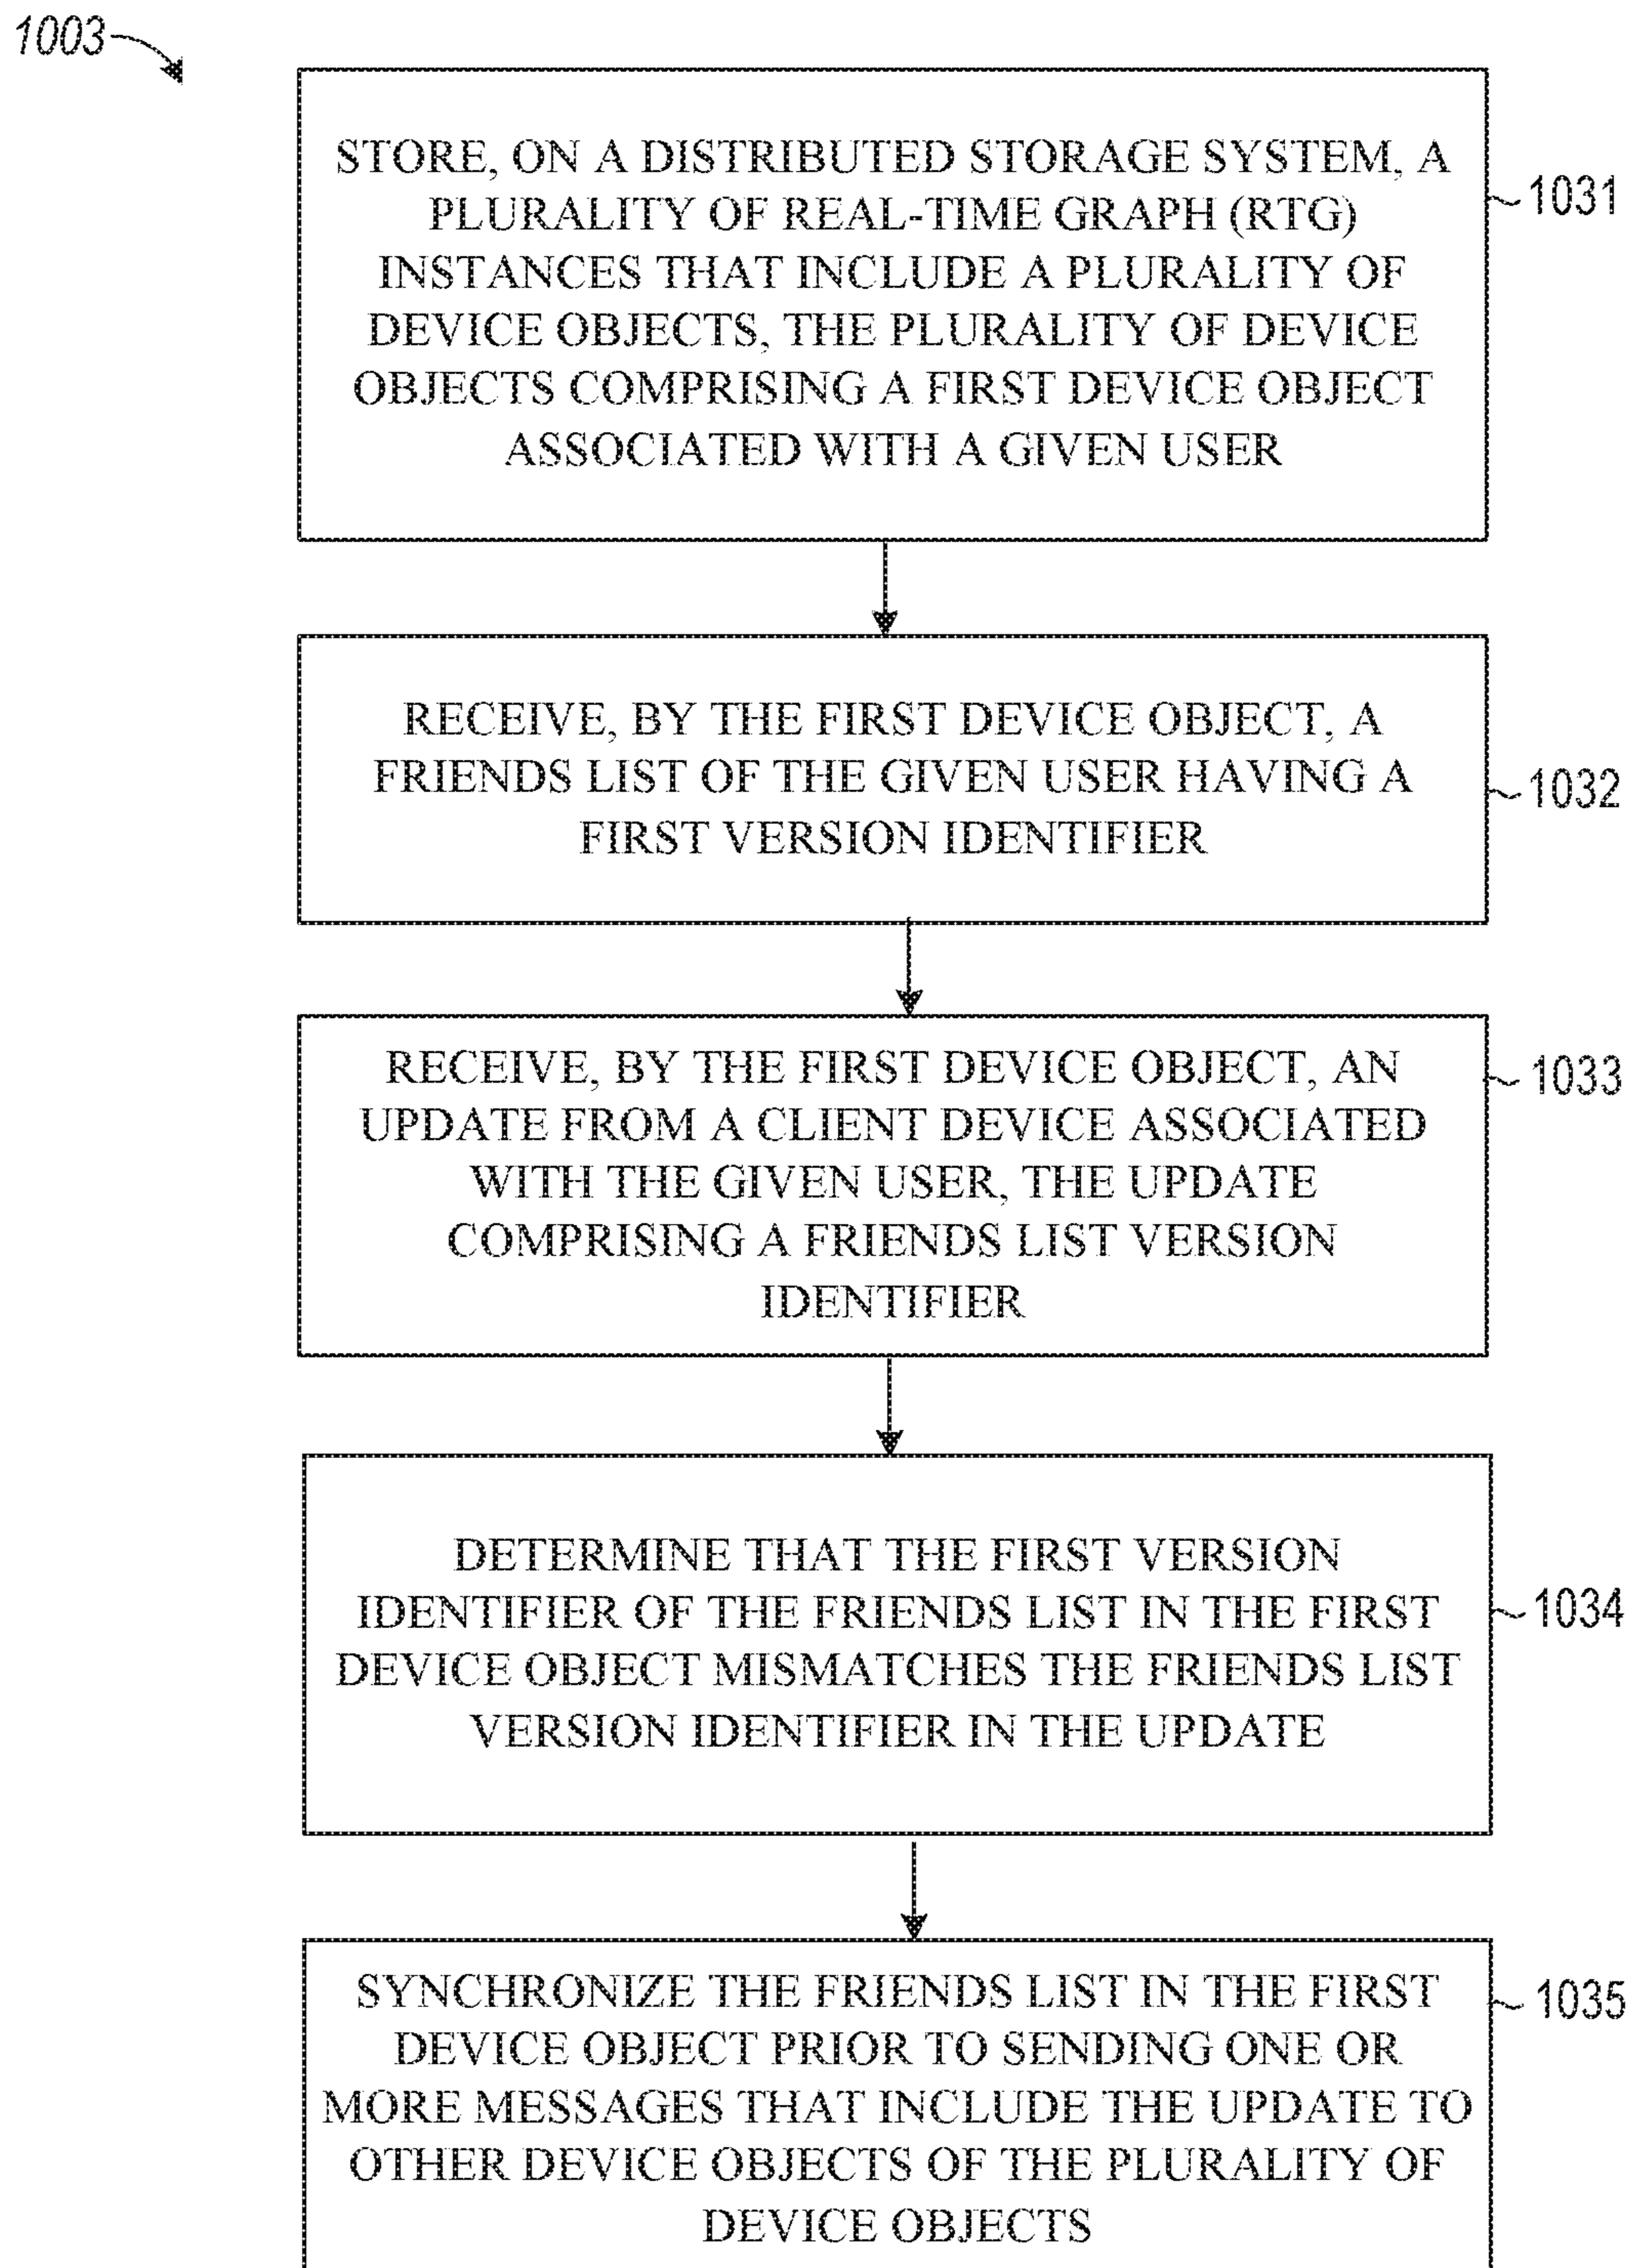 1003
STORE, ON A DISTRIBUTED STORAGE SYSTEM, A
PLURALITY OF REAL-TIME GRAPH (RTG)
INSTANCES THAT INCLUDE A PLURALITY OF
DEVICE OBJECTS, THE PLURALITY OF DEVICE
OBJECTS COMPRISING A FIRST DEVICE OBJECT
ASSOCIATED WITH A GIVEN USER
1031
RECEIVE, BY THE FIRST DEVICE OBJECT, A
FRIENDS LIST OF THE GIVEN USER HAVING A
FIRST VERSION IDENTIFIER
1032
RECEIVE, BY THE FIRST DEVICE OBJECT, AN
UPDATE FROM A CLIENT DEVICE ASSOCIATED
WITH THE GIVEN USER, THE UPDATE
COMPRISING A FRIENDS LIST VERSION
IDENTIFIER
1033
DETERMINE THAT THE FIRST VERSION
IDENTIFIER OF THE FRIENDS LIST IN THE FIRST
DEVICE OBJECT MISMATCHES THE FRIENDS LIST
VERSION IDENTIFIER IN THE UPDATE
1034
SYNCHRONIZE THE FRIENDS LIST IN THE FIRST
DEVICE OBJECT PRIOR TO SENDING ONE OR
MORE MESSAGES THAT INCLUDE THE UPDATE TO
OTHER DEVICE OBJECTS OF THE PLURALITY OF
DEVICE OBJECTS
1035